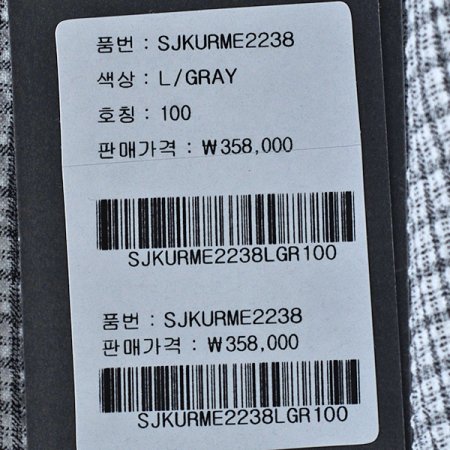 품번 : SJKURME2238
색상 : L/GRAY
호칭 : 100
판매가격 : ₩358,000
SJKURME2238LGR100
품번 : SJKURME2238
판매가격 : ₩358,000
SJKURME2238LGR100